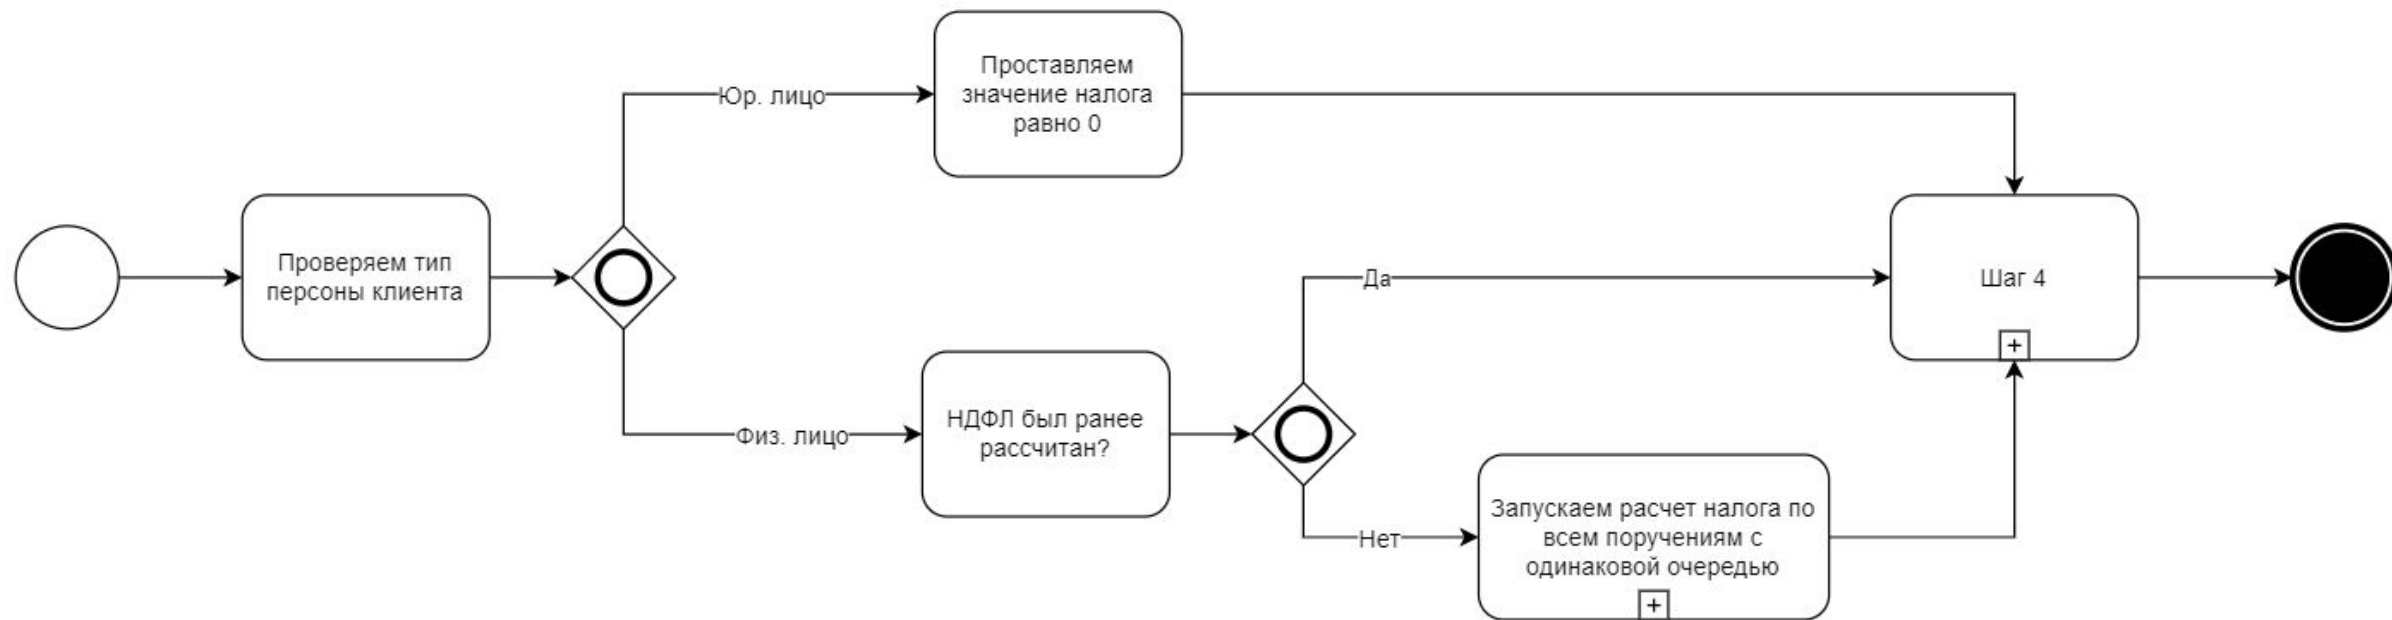 Проставляем
значение налога
равно 0
Юр. лицо
Проверяем тип
персоны клиента
Да
Шаг 4
+
Физ. лицо
НДФЛ был ранее
рассчитан?
Нет
Запускаем расчет налога по
всем поручениям с
одинаковой очередью
+